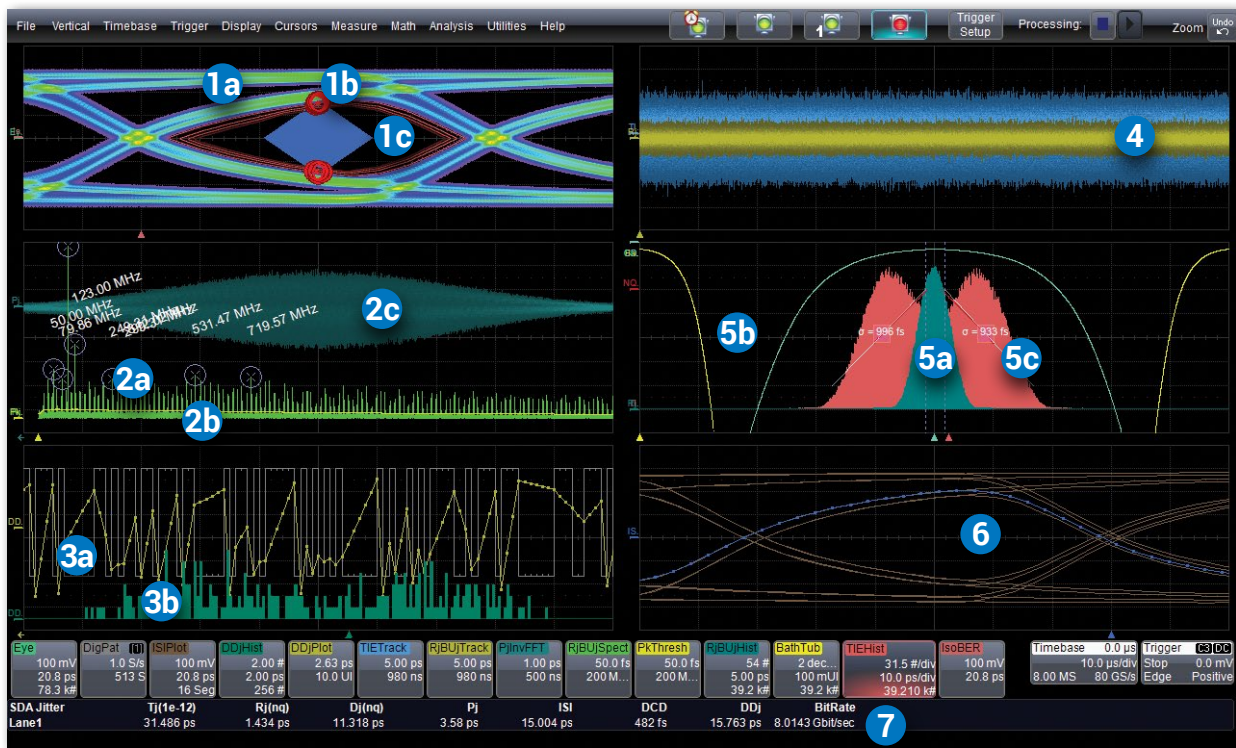 File Vertical Timebase Trigger Display Cursors Measure Math Analysis Utilities Help
1
Trigger Setup
Processing:
Zoom
Undo
1a
1b
1c
4
123.00 MHz
50.00 MHz
79.86 MHz
531.47 MHz
719.57 MHz
2a
2b
2c
σ = 996 fs
σ = 933 fs
5a
5b
5c
3a
3b
6
Eye DigPat ISIPlot DDjHist DDjPlot TIETrack RjBUjTrack PjInvFFT RjBUjSpect PkThresh RjBUjHist BathTub TIEHist IsoBER Timebase 0.0 µs Trigger C3 DC
100 mV 1.0 S/s 100 mV 2.00 # 2.63 ps 5.00 ps 5.00 ps 1.00 ps 50.0 fs 50.0 fs 54 # 2 dec... 31.5 #/div 100 mV 10.0 µs/div Stop 0.0 mV
20.8 ps 513 S 20.8 ps 2.00 ps 10.0 UI 980 ns 980 ns 500 ns 200 M... 200 M... 5.00 ps 100 mUI 10.0 ps/div 20.8 ps 8.00 MS 80 GS/s Edge Positive
78.3 k# 16 Seg 256 # 39.2 k# 39.2 k# 39.210 k#
SDA Jitter Tj(1e-12) Rj(nq) Dj(nq) Pj ISI DCD DDj BitRate
Lane1 31.486 ps 1.434 ps 11.318 ps 3.58 ps 15.004 ps 482 fs 15.763 ps 8.0143 Gbit/sec
7